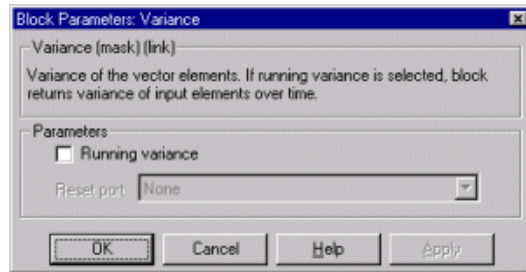 Block Parameters: Variance
Variance (mask) (link)
Variance of the vector elements. If running variance is selected, block
returns variance of input elements over time.
Parameters
Running variance
Reset port None
OK Cancel Help Apply